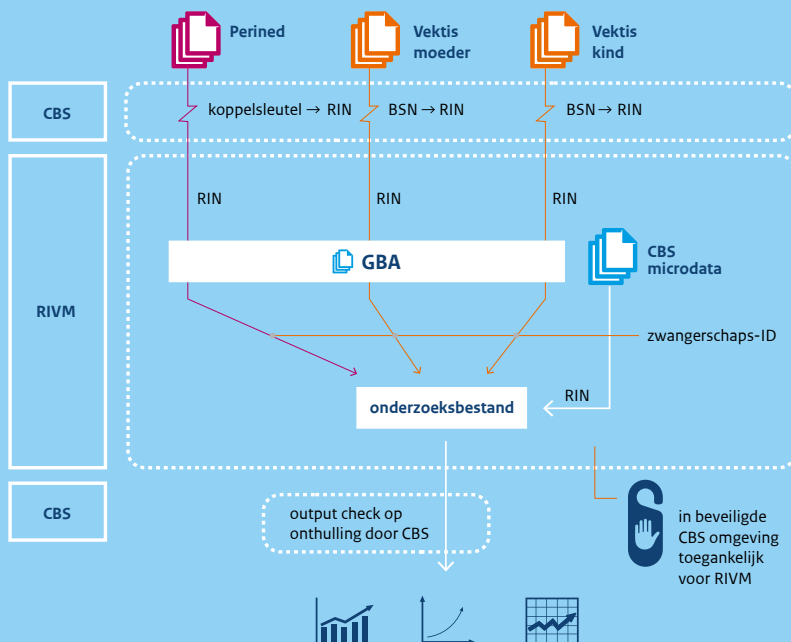 Perined
Vektis
moeder
Vektis
kind
CBS
koppelsleutel → RIN
BSN → RIN
BSN → RIN
RIN
RIN
RIN
GBA
CBS
microdata
RIVM
zwangerschaps-ID
RIN
onderzoeksbestand
CBS
output check op
onthulling door CBS
in beveiligde
CBS omgeving
toegankelijk
voor RIVM